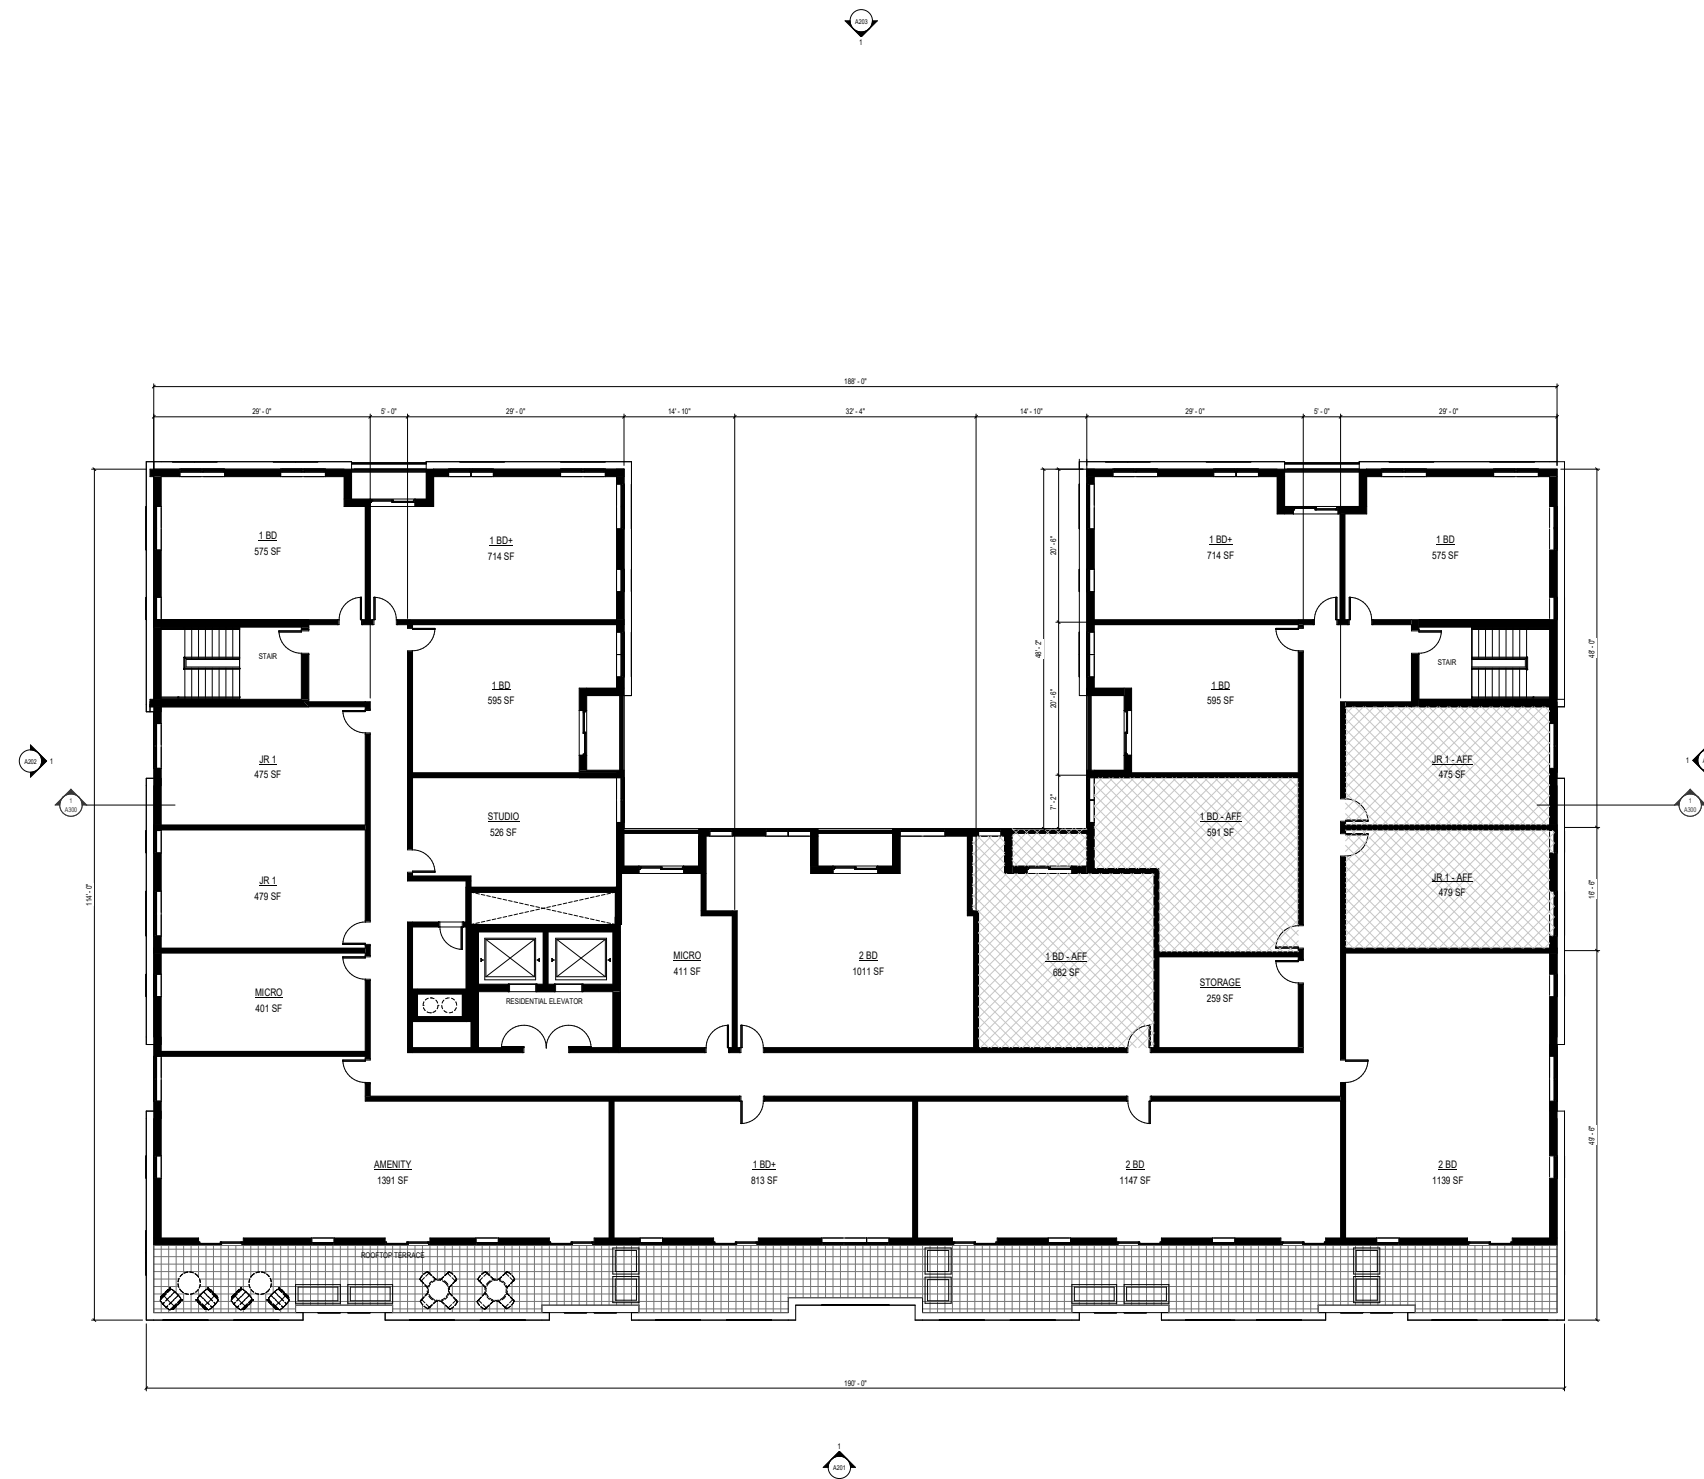 A203
1
188' - 0"
29' - 0"
5' - 0"
29' - 0"
14' - 10"
32' - 4"
14' - 10"
29' - 0"
5' - 0"
29' - 0"
1 BD
575 SF
1 BD+
714 SF
1 BD+
714 SF
1 BD
575 SF
20' - 6"
48' - 2"
48' - 0"
STAIR
STAIR
1 BD
595 SF
1 BD
595 SF
20' - 6"
A202
1
JR 1
475 SF
JR 1 - AFF
475 SF
1
1
A300
1
A300
7' - 2"
STUDIO
526 SF
1 BD - AFF
591 SF
JR 1
479 SF
JR 1 - AFF
479 SF
114' - 0"
16' - 6"
MICRO
411 SF
2 BD
1011 SF
1 BD - AFF
682 SF
STORAGE
259 SF
MICRO
401 SF
RESIDENTIAL ELEVATOR
49' - 6"
AMENITY
1391 SF
1 BD+
813 SF
2 BD
1147 SF
2 BD
1139 SF
ROOFTOP TERRACE
190' - 0"
1
A201